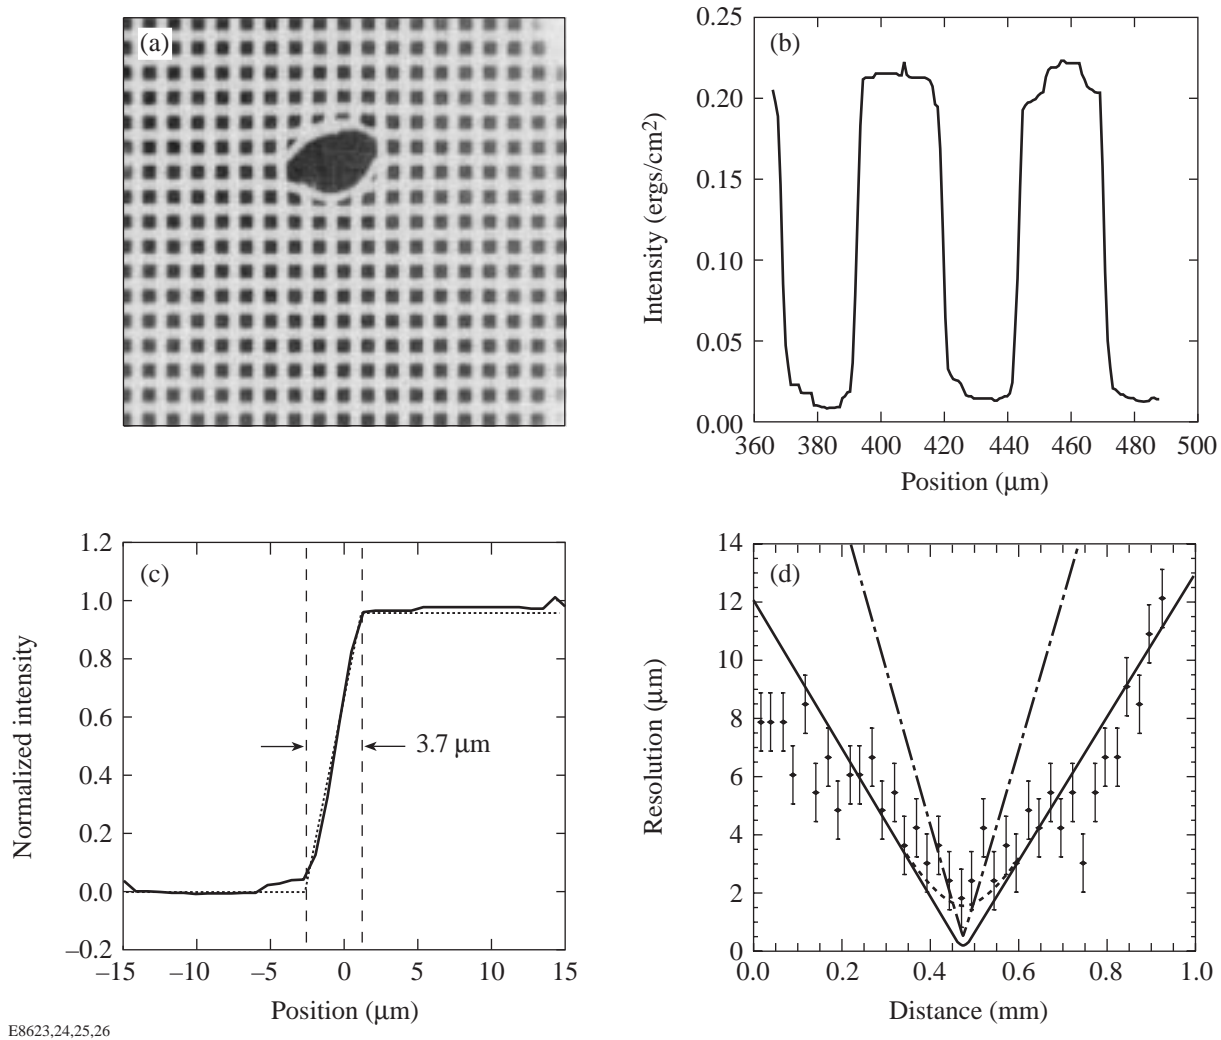 (a)
(b)
0.25
0.20
0.15
0.10
0.05
0.00
Intensity (ergs/cm2)
360 380 400 420 440 460 480 500
Position (μm)
(c)
1.2
1.0
0.8
0.6
0.4
0.2
0.0
–0.2
Normalized intensity
3.7 μm
–15 –10 –5 0 5 10 15
Position (μm)
(d)
14
12
10
8
6
4
2
0
Resolution (μm)
0.0 0.2 0.4 0.6 0.8 1.0
Distance (mm)
E8623,24,25,26